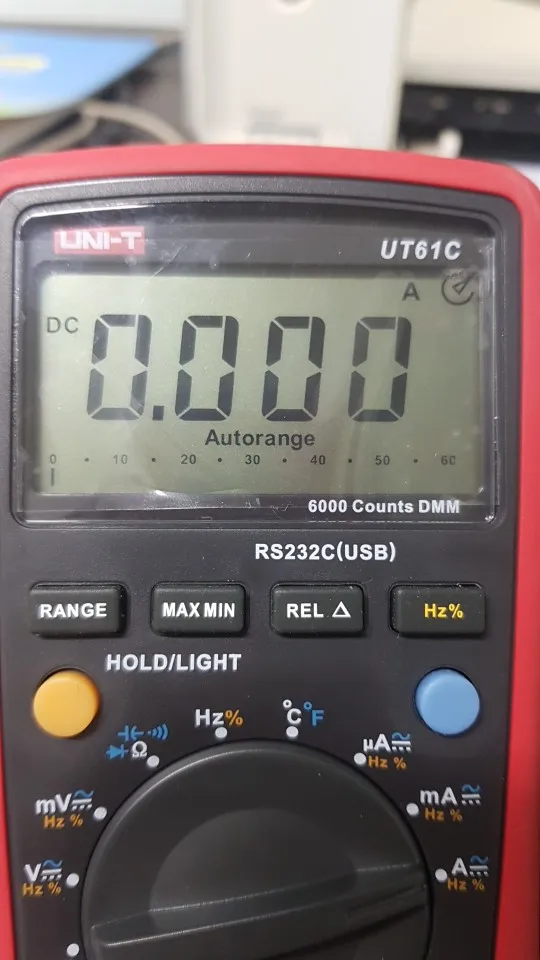 UNI-T
UT61C
A
DC 0.000
Autorange
0 10 20 30 40 50 60
6000 Counts DMM
RS232C(USB)
RANGE MAX MIN REL Δ Hz%
HOLD/LIGHT
Hz% °C °F
Ω
µA
Hz %
mV
Hz %
mA
Hz %
V
Hz %
A
Hz %